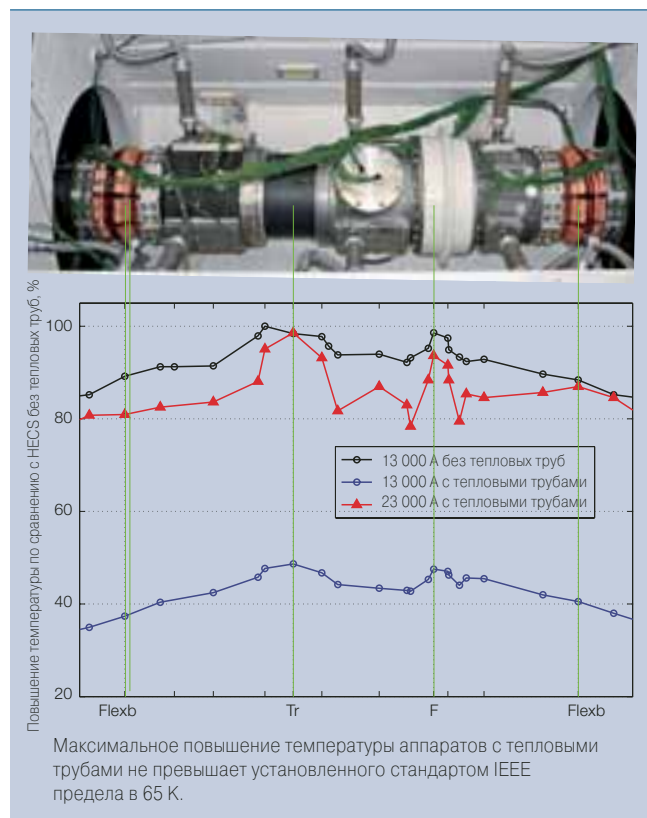 Повышение температуры по сравнению с HECS без тепловых труб, %
100
80
60
40
20
13 000 А без тепловых труб
13 000 А с тепловыми трубами
23 000 А с тепловыми трубами
Flexb Tr F Flexb
Максимальное повышение температуры аппаратов с тепловыми
трубами не превышает установленного стандартом IEEE
предела в 65 K.